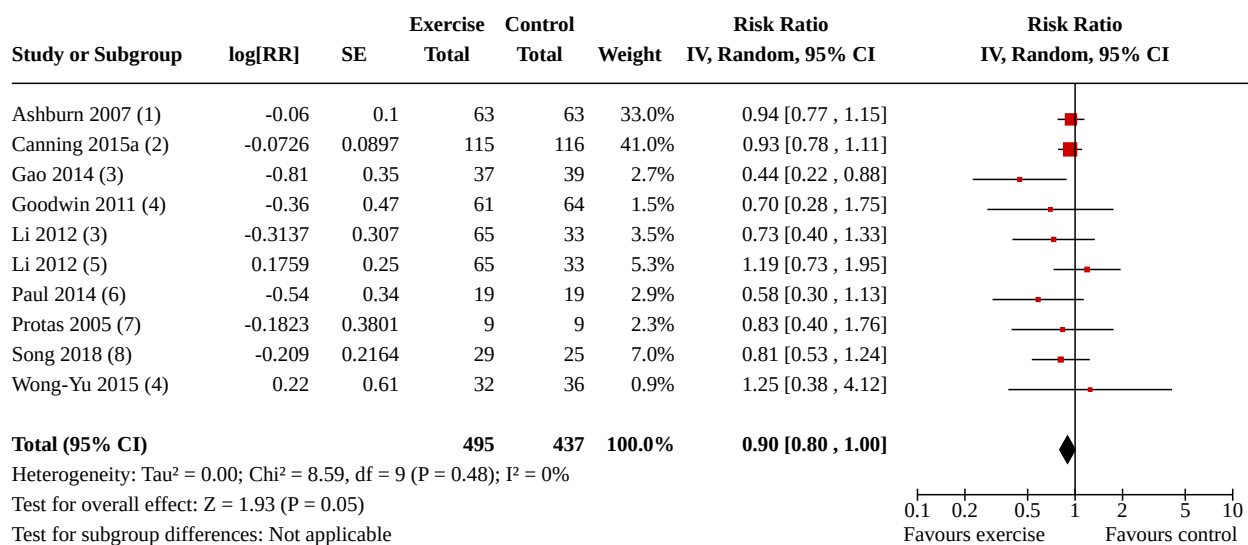 Exercise Control Risk Ratio Risk Ratio
Study or Subgroup log[RR] SE Total Total Weight IV, Random, 95% CI IV, Random, 95% CI
Ashburn 2007 (1) -0.06 0.1 63 63 33.0% 0.94 [0.77 , 1.15]
Canning 2015a (2) -0.0726 0.0897 115 116 41.0% 0.93 [0.78 , 1.11]
Gao 2014 (3) -0.81 0.35 37 39 2.7% 0.44 [0.22 , 0.88]
Goodwin 2011 (4) -0.36 0.47 61 64 1.5% 0.70 [0.28 , 1.75]
Li 2012 (3) -0.3137 0.307 65 33 3.5% 0.73 [0.40 , 1.33]
Li 2012 (5) 0.1759 0.25 65 33 5.3% 1.19 [0.73 , 1.95]
Paul 2014 (6) -0.54 0.34 19 19 2.9% 0.58 [0.30 , 1.13]
Protas 2005 (7) -0.1823 0.3801 9 9 2.3% 0.83 [0.40 , 1.76]
Song 2018 (8) -0.209 0.2164 29 25 7.0% 0.81 [0.53 , 1.24]
Wong-Yu 2015 (4) 0.22 0.61 32 36 0.9% 1.25 [0.38 , 4.12]
Total (95% CI) 495 437 100.0% 0.90 [0.80 , 1.00]
Heterogeneity: Tau² = 0.00; Chi² = 8.59, df = 9 (P = 0.48); I² = 0%
Test for overall effect: Z = 1.93 (P = 0.05)
Test for subgroup differences: Not applicable
0.1 0.2 0.5 1 2 5 10
Favours exercise Favours control